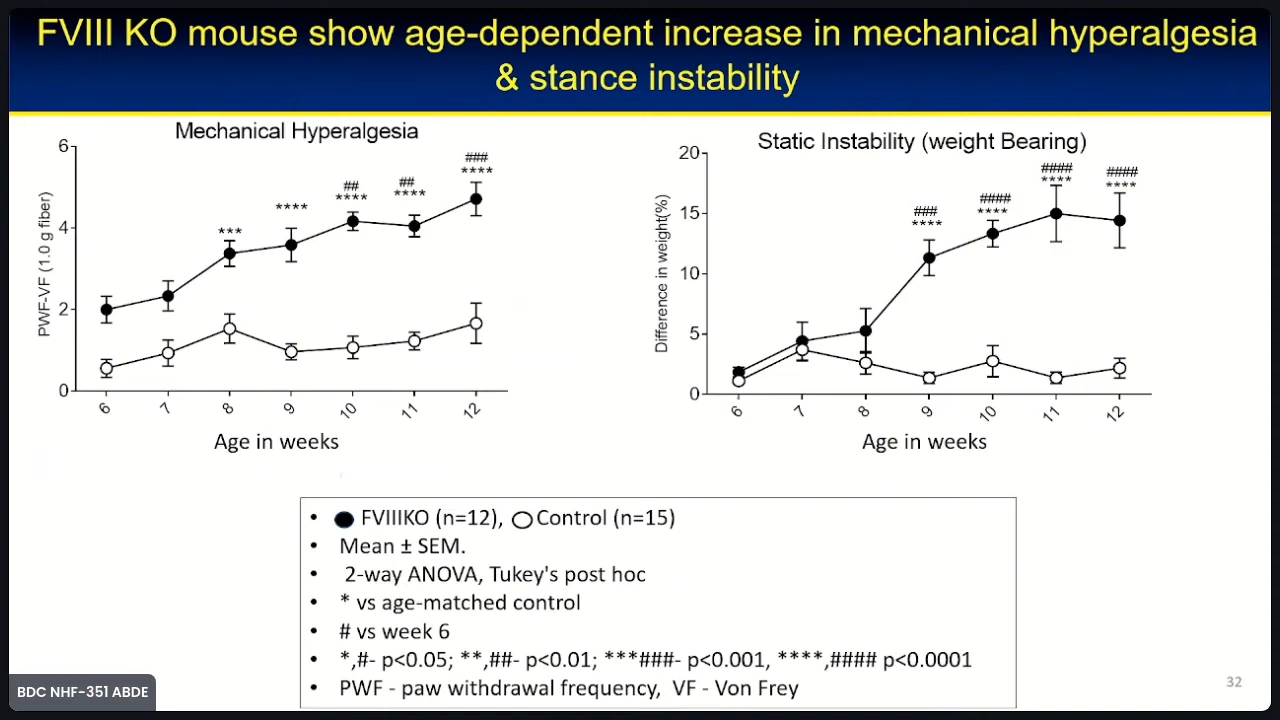 FVIII KO mouse show age-dependent increase in mechanical hyperalgesia
& stance instability
Mechanical Hyperalgesia
PWF-VF (1.0 g fiber)
6
4
2
0
***
****
##
****
##
****
###
****
6 7 8 9 10 11 12
Age in weeks
Static Instability (weight Bearing)
Difference in weight(%)
20
15
10
5
0
###
****
####
****
####
****
####
****
6 7 8 9 10 11 12
Age in weeks
• FVIIIKO (n=12), Control (n=15)
• Mean ± SEM.
• 2-way ANOVA, Tukey's post hoc
• * vs age-matched control
• # vs week 6
• *,#- p<0.05; **,##- p<0.01; ***###- p<0.001, ****,#### p<0.0001
• PWF - paw withdrawal frequency, VF - Von Frey
BDC NHF-351 ABDE
32